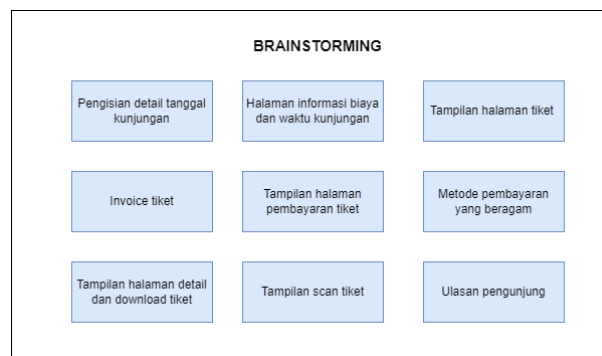 BRAINSTORMING
Pengisian detail tanggal
kunjungan
Halaman informasi biaya
dan waktu kunjungan
Tampilan halaman tiket
Invoice tiket
Tampilan halaman
pembayaran tiket
Metode pembayaran
yang beragam
Tampilan halaman detail
dan download tiket
Tampilan scan tiket
Ulasan pengunjung